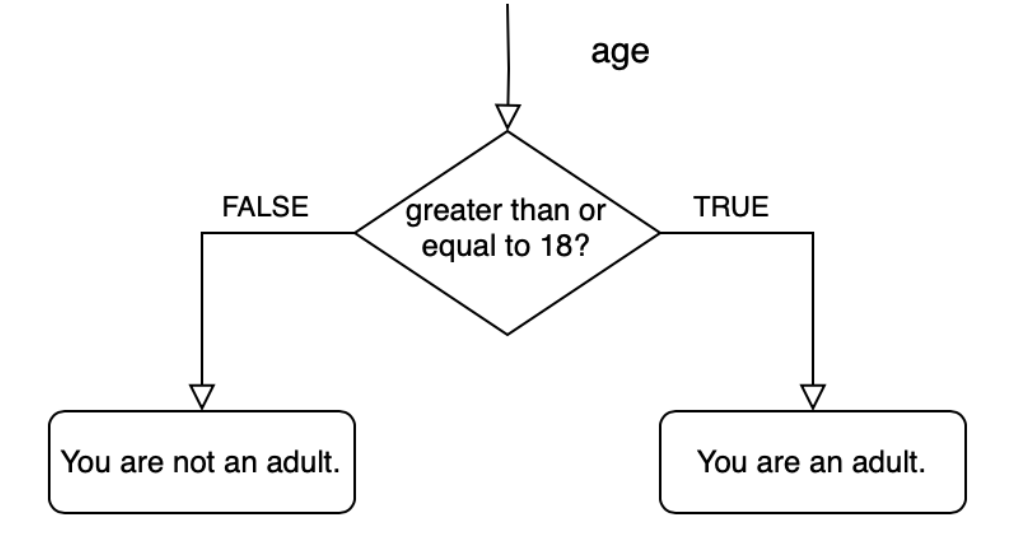 age
FALSE
greater than or
equal to 18?
TRUE
You are not an adult.
You are an adult.